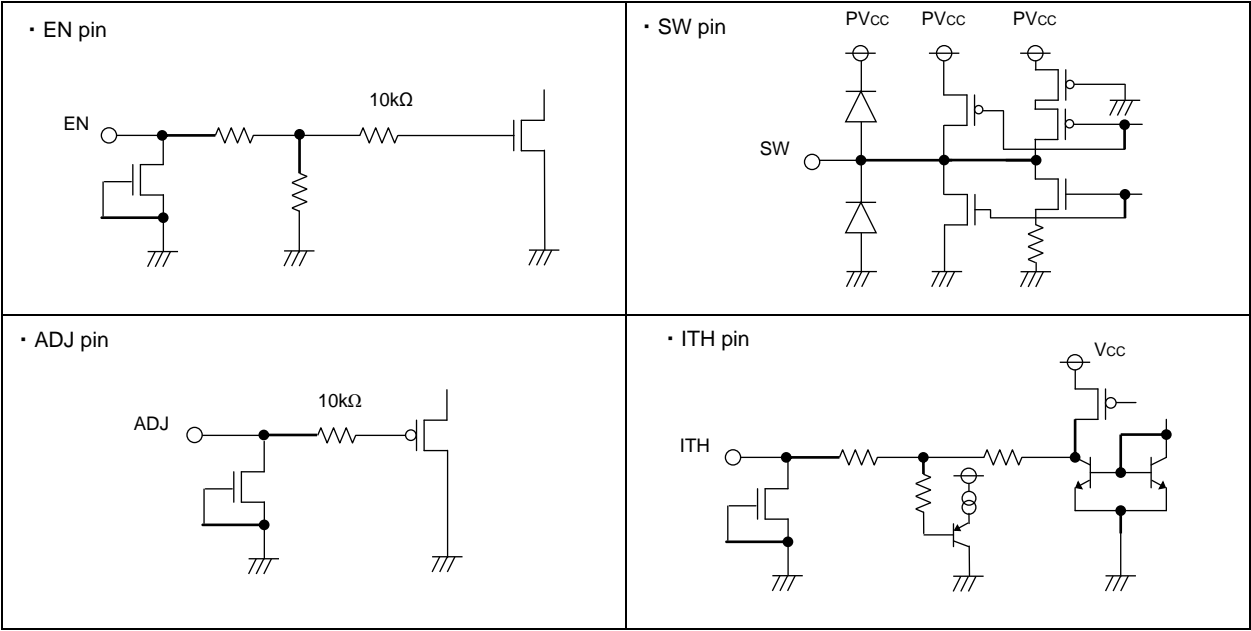 ・EN pin
10kΩ
EN
・SW pin
PVCC PVCC PVCC
SW
・ADJ pin
10kΩ
ADJ
・ITH pin
VCC
ITH